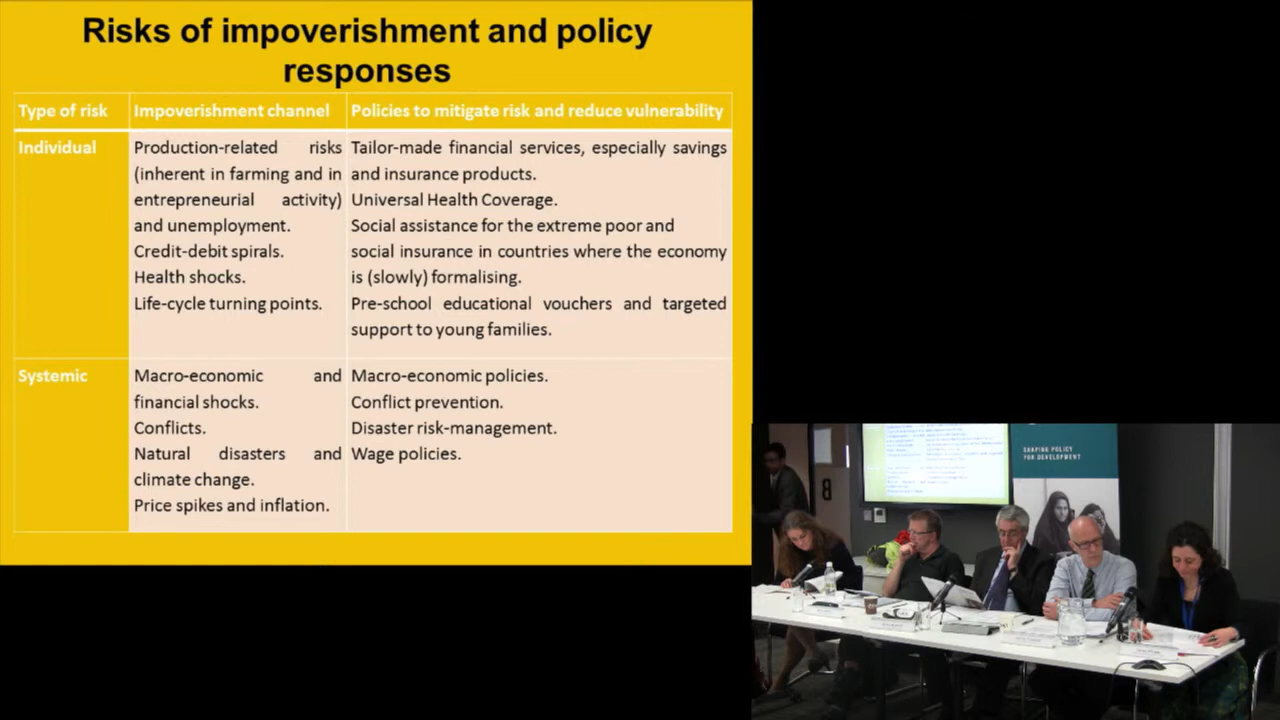 Risks of impoverishment and policy
responses
Type of risk
Impoverishment channel
Policies to mitigate risk and reduce vulnerability
Individual
Production-related risks
(inherent in farming and in
entrepreneurial activity)
and unemployment.
Credit-debit spirals.
Health shocks.
Life-cycle turning points.
Tailor-made financial services, especially savings
and insurance products.
Universal Health Coverage.
Social assistance for the extreme poor and
social insurance in countries where the economy
is (slowly) formalising.
Pre-school educational vouchers and targeted
support to young families.
Systemic
Macro-economic and
financial shocks.
Conflicts.
Natural disasters and
climate change.
Price spikes and inflation.
Macro-economic policies.
Conflict prevention.
Disaster risk-management.
Wage policies.
SHAPING POLICY
FOR DEVELOPMENT
8